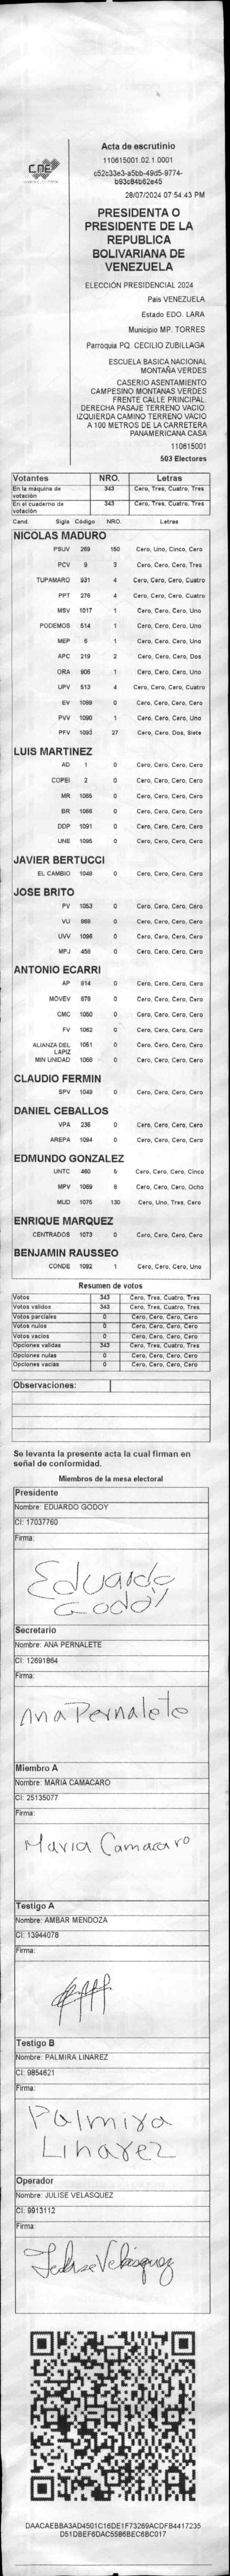 CNE
Acta de escrutinio
110615001.02.1.0001
c52c33e3-a5bb-49d5-9774-
b93c84b62e45
28/07/2024 07:54:43 PM
PRESIDENTA O
PRESIDENTE DE LA
REPUBLICA
BOLIVARIANA DE
VENEZUELA
ELECCIÓN PRESIDENCIAL 2024
Pais VENEZUELA
Estado EDO. LARA
Municipio MP. TORRES
Parroquia PQ. CECILIO ZUBILLAGA
ESCUELA BASICA NACIONAL
MONTAÑA VERDES
CASERIO ASENTAMIENTO
CAMPESINO MONTANAS VERDES
FRENTE CALLE PRINCIPAL.
DERECHA PASAJE TERRENO VACIO.
IZQUIERDA CAMINO TERRENO VACIO
A 100 METROS DE LA CARRETERA
PANAMERICANA CASA
110615001
503 Electores
Votantes NRO. Letras
En la máquina de votación 343 Cero, Tres, Cuatro, Tres
En el cuaderno de votación 343 Cero, Tres, Cuatro, Tres
Cand. Sigla Código NRO. Letras
NICOLAS MADURO
PSUV 269 150 Cero, Uno, Cinco, Cero
PCV 9 3 Cero, Cero, Cero, Tres
TUPAMARO 931 4 Cero, Cero, Cero, Cuatro
PPT 276 4 Cero, Cero, Cero, Cuatro
MSV 1017 1 Cero, Cero, Cero, Uno
PODEMOS 514 1 Cero, Cero, Cero, Uno
MEP 6 1 Cero, Cero, Cero, Uno
APC 219 2 Cero, Cero, Cero, Dos
ORA 906 1 Cero, Cero, Cero, Uno
UPV 513 4 Cero, Cero, Cero, Cuatro
EV 1089 0 Cero, Cero, Cero, Cero
PVV 1090 1 Cero, Cero, Cero, Uno
PFV 1093 27 Cero, Cero, Dos, Siete
LUIS MARTINEZ
AD 1 0 Cero, Cero, Cero, Cero
COPEI 2 0 Cero, Cero, Cero, Cero
MR 1065 0 Cero, Cero, Cero, Cero
BR 1066 0 Cero, Cero, Cero, Cero
DDP 1091 0 Cero, Cero, Cero, Cero
UNE 1095 0 Cero, Cero, Cero, Cero
JAVIER BERTUCCI
EL CAMBIO 1048 0 Cero, Cero, Cero, Cero
JOSE BRITO
PV 1053 0 Cero, Cero, Cero, Cero
VU 868 0 Cero, Cero, Cero, Cero
UVV 1096 0 Cero, Cero, Cero, Cero
MPJ 456 0 Cero, Cero, Cero, Cero
ANTONIO ECARRI
AP 814 0 Cero, Cero, Cero, Cero
MOVEV 879 0 Cero, Cero, Cero, Cero
CMC 1050 0 Cero, Cero, Cero, Cero
FV 1062 0 Cero, Cero, Cero, Cero
ALIANZA DEL LAPIZ 1051 0 Cero, Cero, Cero, Cero
MIN UNIDAD 1068 0 Cero, Cero, Cero, Cero
CLAUDIO FERMIN
SPV 1049 0 Cero, Cero, Cero, Cero
DANIEL CEBALLOS
VPA 236 0 Cero, Cero, Cero, Cero
AREPA 1094 0 Cero, Cero, Cero, Cero
EDMUNDO GONZALEZ
UNTC 460 5 Cero, Cero, Cero, Cinco
MPV 1069 8 Cero, Cero, Cero, Ocho
MUD 1075 130 Cero, Uno, Tres, Cero
ENRIQUE MARQUEZ
CENTRADOS 1073 0 Cero, Cero, Cero, Cero
BENJAMIN RAUSSEO
CONDE 1092 1 Cero, Cero, Cero, Uno
Resumen de votos
Votos 343 Cero, Tres, Cuatro, Tres
Votos validos 343 Cero, Tres, Cuatro, Tres
Votos parciales 0 Cero, Cero, Cero, Cero
Votos nulos 0 Cero, Cero, Cero, Cero
Votos vacios 0 Cero, Cero, Cero, Cero
Opciones validas 343 Cero, Tres, Cuatro, Tres
Opciones nulas 0 Cero, Cero, Cero, Cero
Opciones vacias 0 Cero, Cero, Cero, Cero
Observaciones:
Se levanta la presente acta la cual firman en
señal de conformidad.
Miembros de la mesa electoral
Presidente
Nombre: EDUARDO GODOY
CI: 17037760
Firma:
Eduardo
Godoy
Secretario
Nombre: ANA PERNALETE
CI: 12691864
Firma:
Ana Pernalete
Miembro A
Nombre: MARIA CAMACARO
CI: 25135077
Firma:
Maria Camacaro
Testigo A
Nombre: AMBAR MENDOZA
CI: 13944078
Firma:
Testigo B
Nombre: PALMIRA LINAREZ
CI: 9854621
Firma:
Palmira
Linarez
Operador
Nombre: JULISE VELASQUEZ
CI: 9913112
Firma:
Julise Velasquez
DAACAEBBA3AD4501C16DE1F73269ACDFB4417235
D51DBEF6DAC5586BEC6BC017